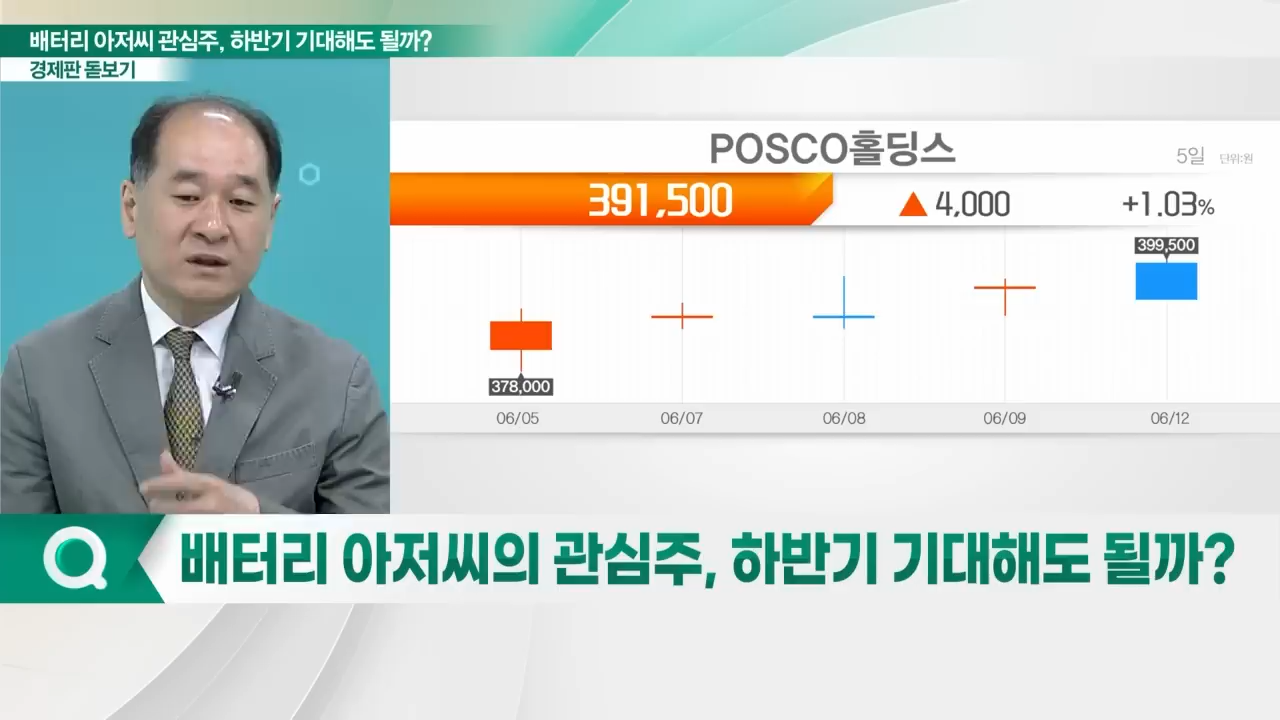 배터리 아저씨 관심주, 하반기 기대해도 될까?
경제판 돋보기
POSCO홀딩스
5일 단위:원
391,500 ▲ 4,000 +1.03%
399,500
378,000
06/05 06/07 06/08 06/09 06/12
배터리 아저씨의 관심주, 하반기 기대해도 될까?